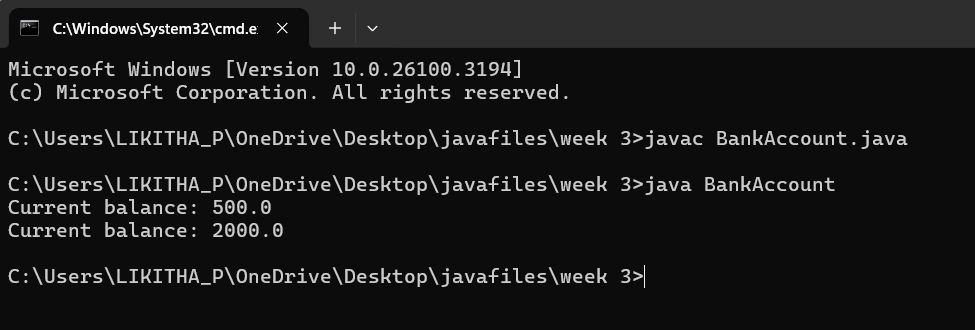 C:\Windows\System32\cmd.e
Microsoft Windows [Version 10.0.26100.3194]
(c) Microsoft Corporation. All rights reserved.
C:\Users\LIKITHA_P\OneDrive\Desktop\javafiles\week 3>javac BankAccount.java
C:\Users\LIKITHA_P\OneDrive\Desktop\javafiles\week 3>java BankAccount
Current balance: 500.0
Current balance: 2000.0
C:\Users\LIKITHA_P\OneDrive\Desktop\javafiles\week 3>